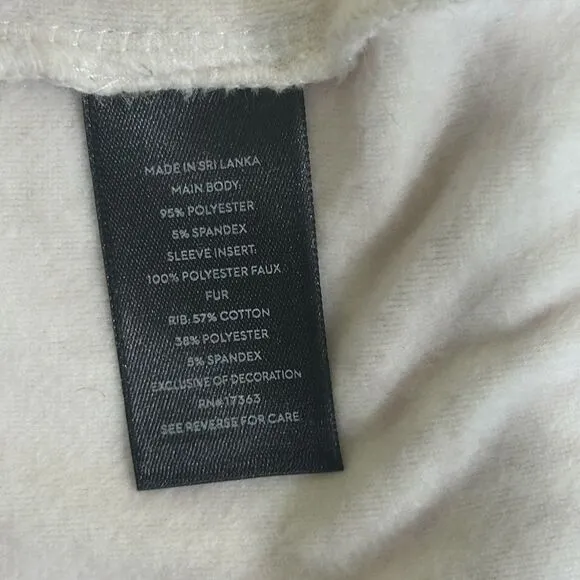 MADE IN SRI LANKA
MAIN BODY:
95% POLYESTER
5% SPANDEX
SLEEVE INSERT:
100% POLYESTER FAUX
FUR
RIB: 57% COTTON
38% POLYESTER
5% SPANDEX
EXCLUSIVE OF DECORATION
RN#17363
SEE REVERSE FOR CARE